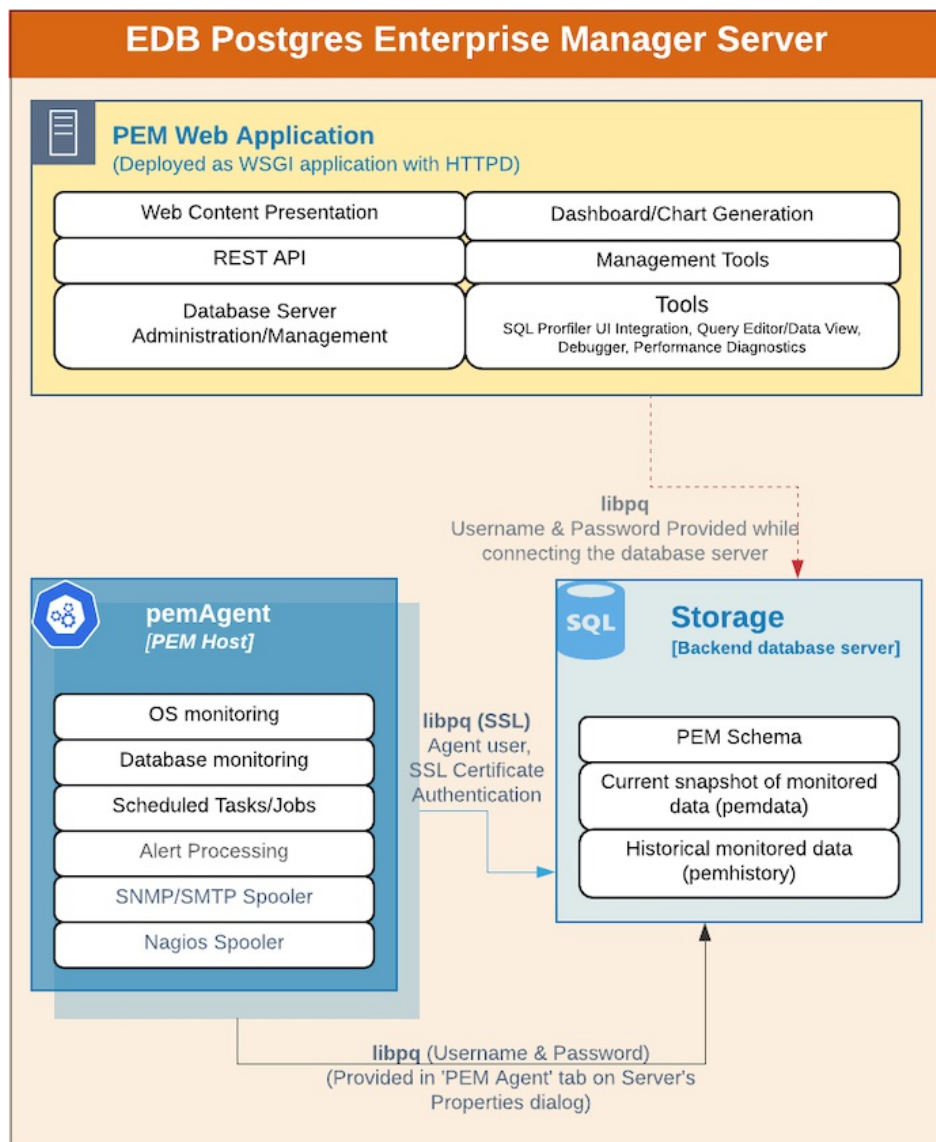 EDB Postgres Enterprise Manager Server
PEM Web Application
(Deployed as WSGI application with HTTPD)
Web Content Presentation
Dashboard/Chart Generation
REST API
Management Tools
Database Server
Administration/Management
Tools
SQL Prorfiler UI Integration, Query Editor/Data View,
Debugger, Performance Diagnostics
libpq
Username & Password Provided while
connecting the database server
pemAgent
[PEM Host]
OS monitoring
Database monitoring
Scheduled Tasks/Jobs
Alert Processing
SNMP/SMTP Spooler
Nagios Spooler
libpq (SSL)
Agent user,
SSL Certificate
Authentication
SQL
Storage
[Backend database server]
PEM Schema
Current snapshot of monitored
data (pemdata)
Historical monitored data
(pemhistory)
libpq (Username & Password)
(Provided in 'PEM Agent' tab on Server's
Properties dialog)